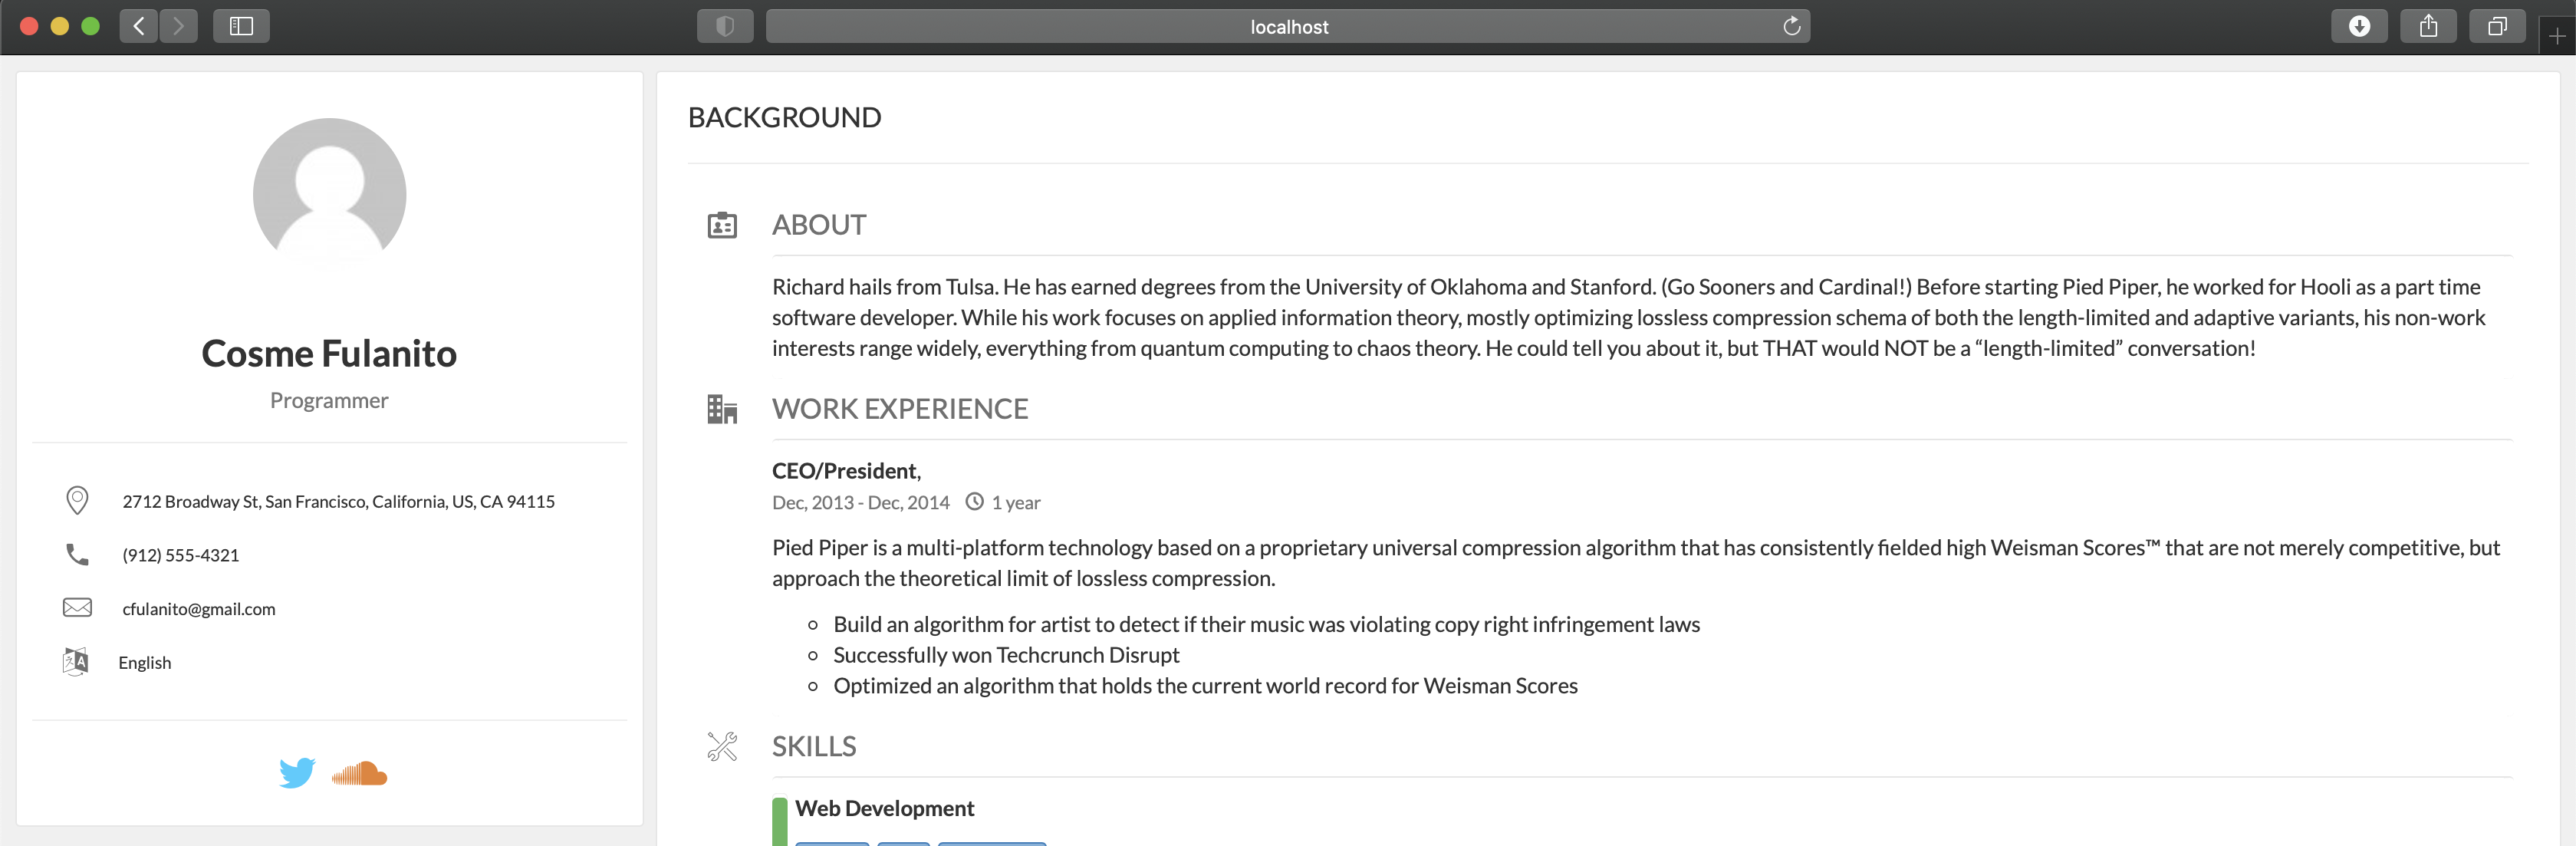 localhost
Cosme Fulanito
Programmer
2712 Broadway St, San Francisco, California, US, CA 94115
(912) 555-4321
cfulanito@gmail.com
English
BACKGROUND
ABOUT
Richard hails from Tulsa. He has earned degrees from the University of Oklahoma and Stanford. (Go Sooners and Cardinal!) Before starting Pied Piper, he worked for Hooli as a part time
software developer. While his work focuses on applied information theory, mostly optimizing lossless compression schema of both the length-limited and adaptive variants, his non-work
interests range widely, everything from quantum computing to chaos theory. He could tell you about it, but THAT would NOT be a “length-limited” conversation!
WORK EXPERIENCE
CEO/President,
Dec, 2013 - Dec, 2014 1 year
Pied Piper is a multi-platform technology based on a proprietary universal compression algorithm that has consistently fielded high Weisman Scores™ that are not merely competitive, but
approach the theoretical limit of lossless compression.
Build an algorithm for artist to detect if their music was violating copy right infringement laws
Successfully won Techcrunch Disrupt
Optimized an algorithm that holds the current world record for Weisman Scores
SKILLS
Web Development